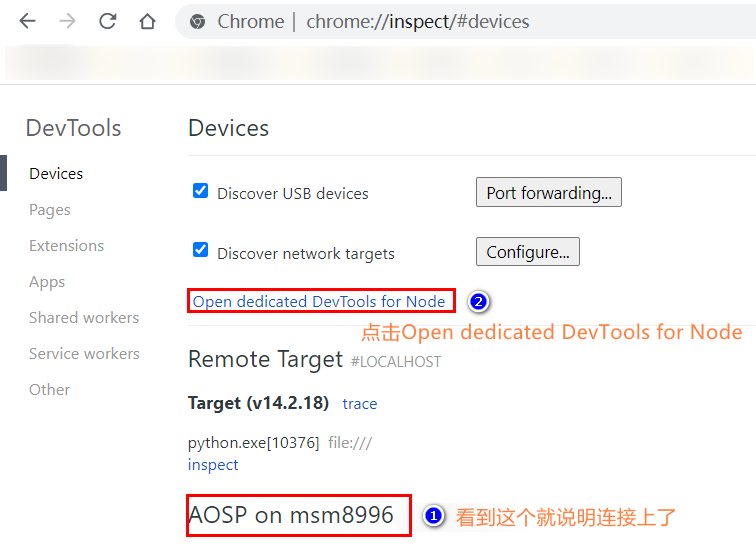 Chrome | chrome://inspect/#devices
DevTools
Devices
Pages
Extensions
Apps
Shared workers
Service workers
Other
Devices
Discover USB devices
Port forwarding...
Discover network targets
Configure...
Open dedicated DevTools for Node
2
点击Open dedicated DevTools for Node
Remote Target #LOCALHOST
Target (v14.2.18) trace
python.exe[10376] file:///
inspect
AOSP on msm8996
1
看到这个就说明连接上了